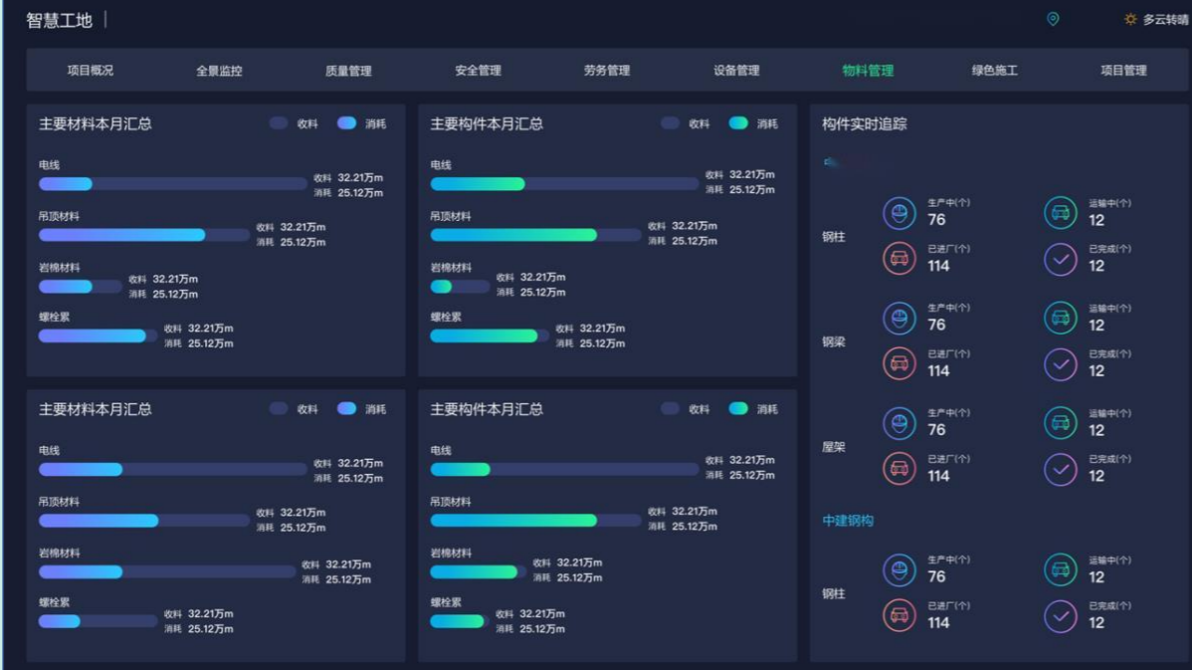 智慧工地
多云转晴
项目概况 全景监控 质量管理 安全管理 劳务管理 设备管理 物料管理 绿色施工 项目管理
主要材料本月汇总 收料 消耗
电线
收料 32.21万m
消耗 25.12万m
吊顶材料
收料 32.21万m
消耗 25.12万m
岩棉材料
收料 32.21万m
消耗 25.12万m
螺栓累
收料 32.21万m
消耗 25.12万m
主要构件本月汇总 收料 消耗
电线
收料 32.21万m
消耗 25.12万m
吊顶材料
收料 32.21万m
消耗 25.12万m
岩棉材料
收料 32.21万m
消耗 25.12万m
螺栓累
收料 32.21万m
消耗 25.12万m
主要材料本月汇总 收料 消耗
电线
收料 32.21万m
消耗 25.12万m
吊顶材料
收料 32.21万m
消耗 25.12万m
岩棉材料
收料 32.21万m
消耗 25.12万m
螺栓累
收料 32.21万m
消耗 25.12万m
主要构件本月汇总 收料 消耗
电线
收料 32.21万m
消耗 25.12万m
吊顶材料
收料 32.21万m
消耗 25.12万m
岩棉材料
收料 32.21万m
消耗 25.12万m
螺栓累
收料 32.21万m
消耗 25.12万m
构件实时追踪
钢柱
生产中(个) 运输中(个)
76 12
已进厂(个) 已完成(个)
114 12
钢梁
生产中(个) 运输中(个)
76 12
已进厂(个) 已完成(个)
114 12
屋架
生产中(个) 运输中(个)
76 12
已进厂(个) 已完成(个)
114 12
中建钢构
钢柱
生产中(个) 运输中(个)
76 12
已进厂(个) 已完成(个)
114 12